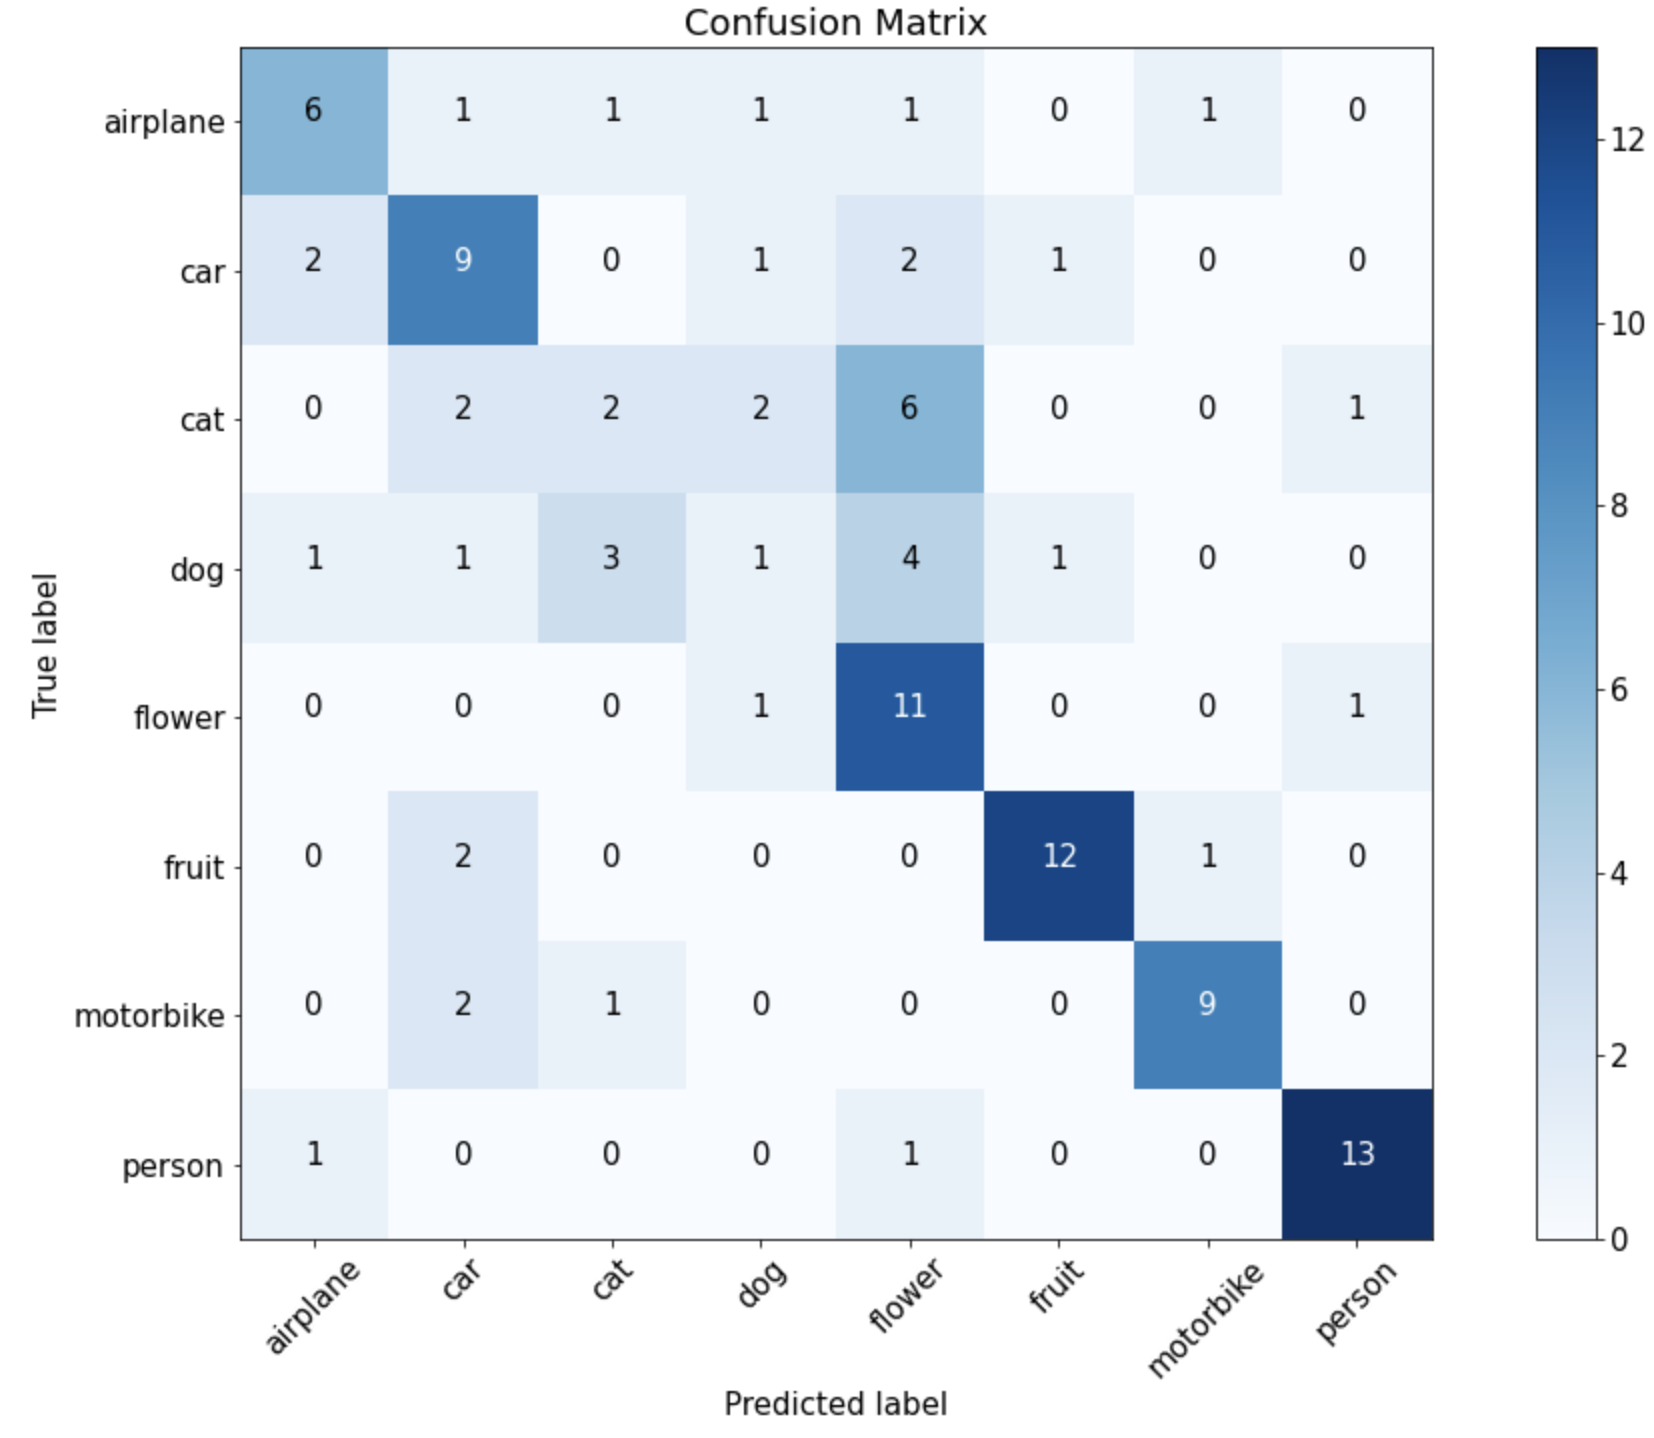 Confusion Matrix
airplane 6 1 1 1 1 0 1 0
car 2 9 0 1 2 1 0 0
cat 0 2 2 2 6 0 0 1
dog 1 1 3 1 4 1 0 0
flower 0 0 0 1 11 0 0 1
fruit 0 2 0 0 0 12 1 0
motorbike 0 2 1 0 0 0 9 0
person 1 0 0 0 1 0 0 13
airplane car cat dog flower fruit motorbike person
Predicted label
True label
12
10
8
6
4
2
0